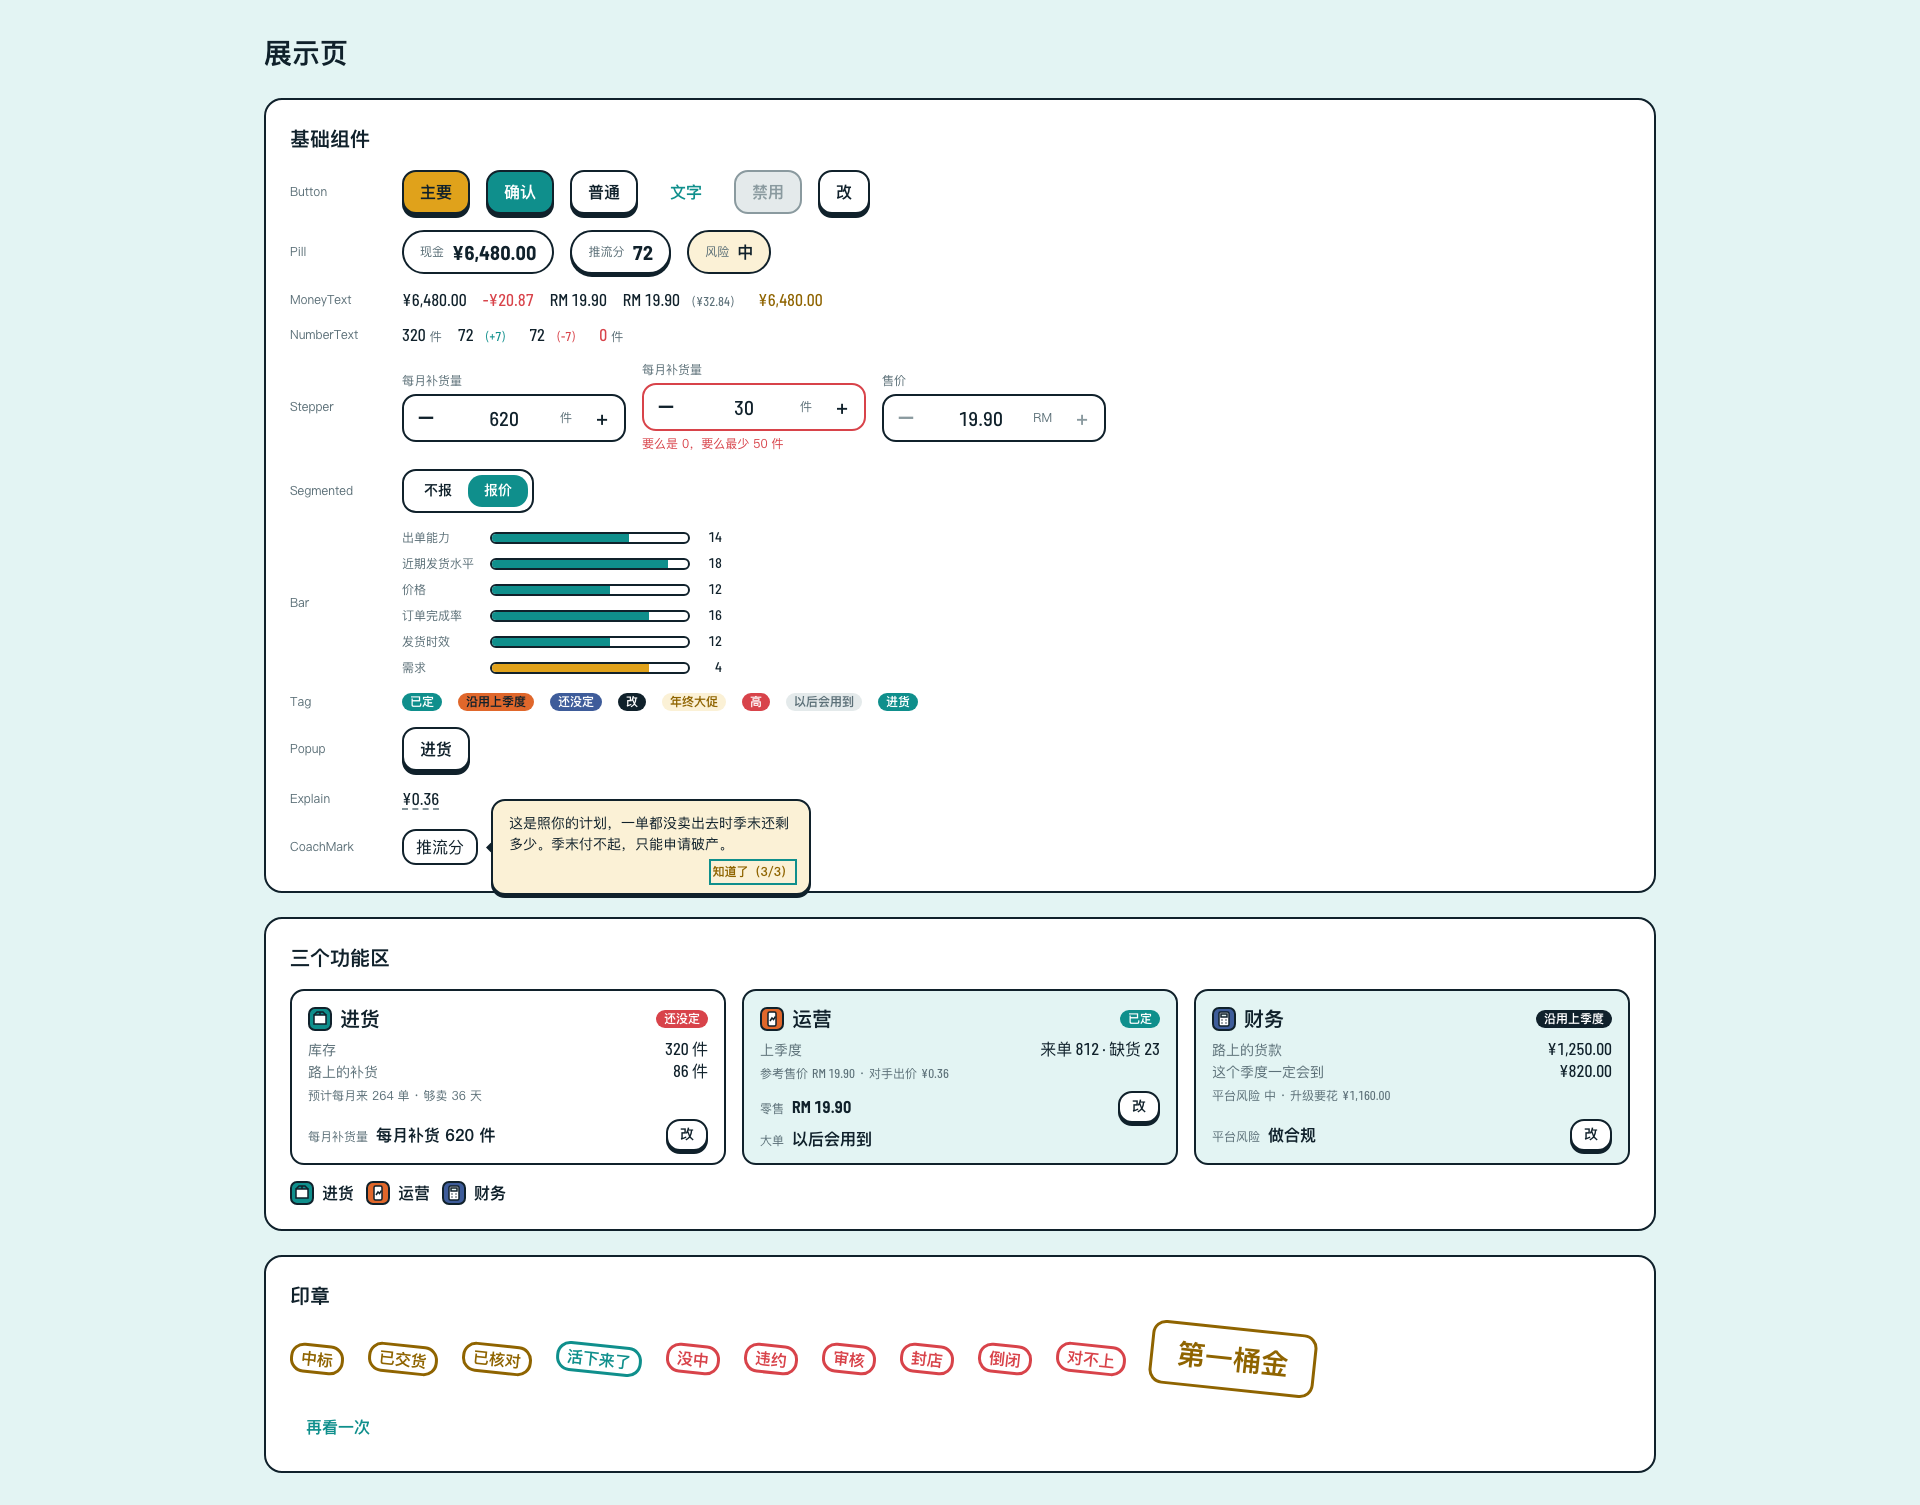 展示页
基础组件
Button 主要 确认 普通 文字 禁用 改
Pill 现金 ¥6,480.00 推流分 72 风险 中
MoneyText ¥6,480.00 -¥20.87 RM 19.90 RM 19.90 (¥32.84) ¥6,480.00
NumberText 320 件 72 (+7) 72 (-7) 0 件
Stepper
每月补货量
— 620 件 +
每月补货量
— 30 件 +
要么是 0，要么最少 50 件
售价
— 19.90 RM +
Segmented 不报 报价
Bar
出单能力 14
近期发货水平 18
价格 12
订单完成率 16
发货时效 12
需求 4
Tag 已定 沿用上季度 还没定 改 年终大促 高 以后会用到 进货
Popup 进货
Explain ¥0.36
CoachMark 推流分
这是照你的计划，一单都没卖出去时季末还剩
多少。季末付不起，只能申请破产。
知道了（3/3）
三个功能区
进货 还没定
库存 320 件
路上的补货 86 件
预计每月来 264 单 · 够卖 36 天
每月补货量 每月补货 620 件 改
运营 已定
上季度 来单 812 · 缺货 23
参考售价 RM 19.90 · 对手出价 ¥0.36
零售 RM 19.90 改
大单 以后会用到
财务 沿用上季度
路上的货款 ¥1,250.00
这个季度一定会到 ¥820.00
平台风险 中 · 升级要花 ¥1,160.00
平台风险 做合规 改
进货 运营 财务
印章
中标 已交货 已核对 活下来了 没中 违约 审核 封店 倒闭 对不上 第一桶金
再看一次